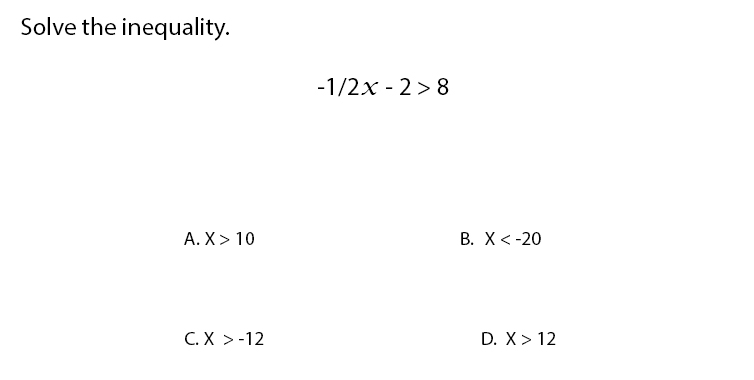 Solve the inequality.
-1/2x - 2 > 8
A. X > 10
B. X < -20
C. X > -12
D. X > 12